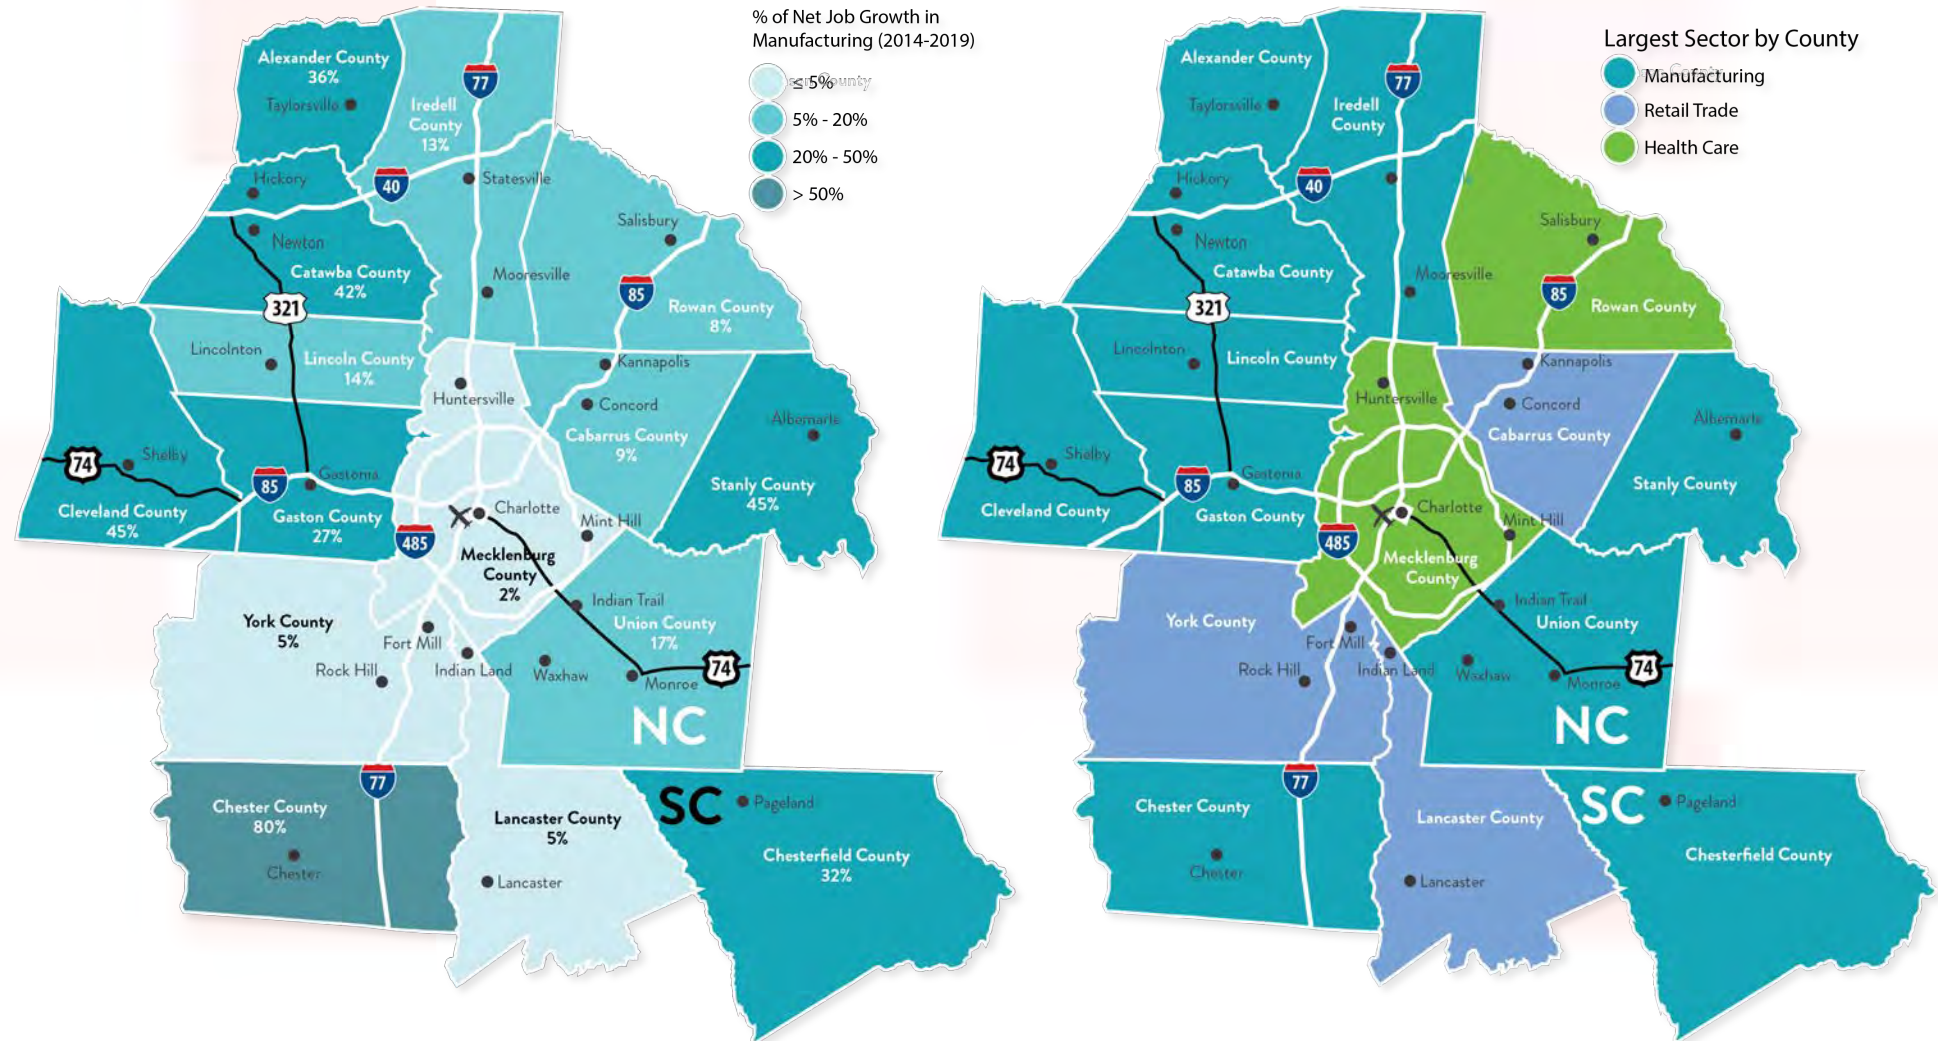 % of Net Job Growth in
Manufacturing (2014-2019)
≤ 5%
5% - 20%
20% - 50%
> 50%
Alexander County
36%
Taylorsville
77
Iredell
County
13%
Hickory
40
Statesville
Newton
Salisbury
Catawba County
42%
Mooresville
85
321
Rowan County
8%
Lincolnton
Lincoln County
14%
Kannapolis
Huntersville
Concord
Albemarle
Cabarrus County
9%
74
Shelby
85
Gastonia
Stanly County
45%
Cleveland County
45%
Gaston County
27%
Charlotte
Mint Hill
485
Mecklenburg
County
2%
Indian Trail
York County
5%
Union County
17%
Fort Mill
Rock Hill
Indian Land
Waxhaw
Monroe
74
NC
77
Chester County
80%
Chester
Lancaster County
5%
SC
Pageland
Chesterfield County
32%
Lancaster
Largest Sector by County
Manufacturing
Retail Trade
Health Care
Alexander County
Taylorsville
77
Iredell
County
Hickory
40
Newton
Salisbury
Catawba County
Mooresville
85
321
Rowan County
Lincolnton
Lincoln County
Kannapolis
Huntersville
Concord
Albemarle
Cabarrus County
74
Shelby
85
Gastonia
Stanly County
Cleveland County
Gaston County
Charlotte
Mint Hill
485
Mecklenburg
County
Indian Trail
York County
Union County
Fort Mill
Rock Hill
Indian Land
Waxhaw
Monroe
74
NC
77
Chester County
Chester
Lancaster County
SC
Pageland
Chesterfield County
Lancaster